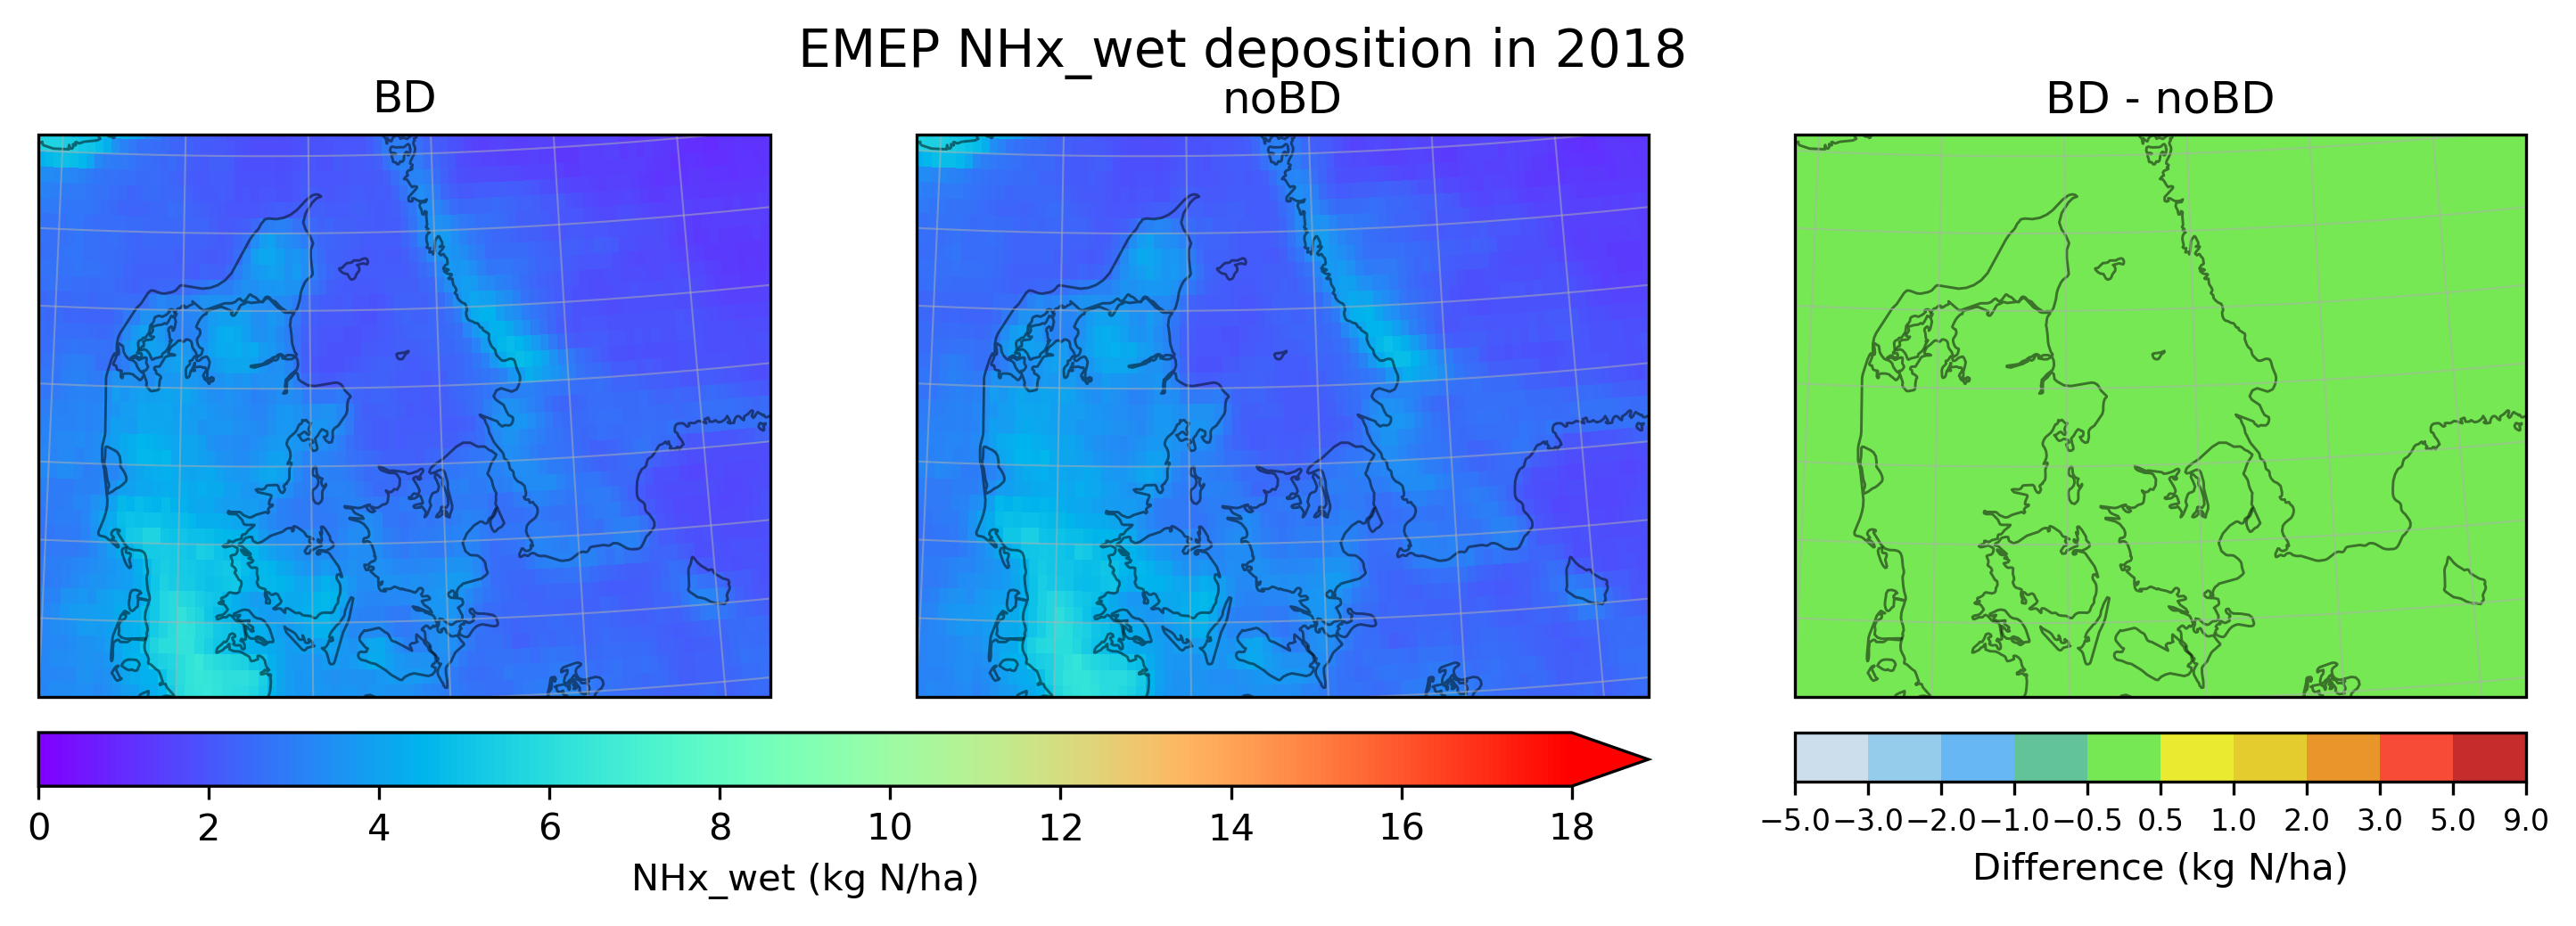 EMEP NHx_wet deposition in 2018
BD
noBD
BD - noBD
0 2 4 6 8 10 12 14 16 18
NHx_wet (kg N/ha)
−5.0 −3.0 −2.0 −1.0 −0.5 0.5 1.0 2.0 3.0 5.0 9.0
Difference (kg N/ha)